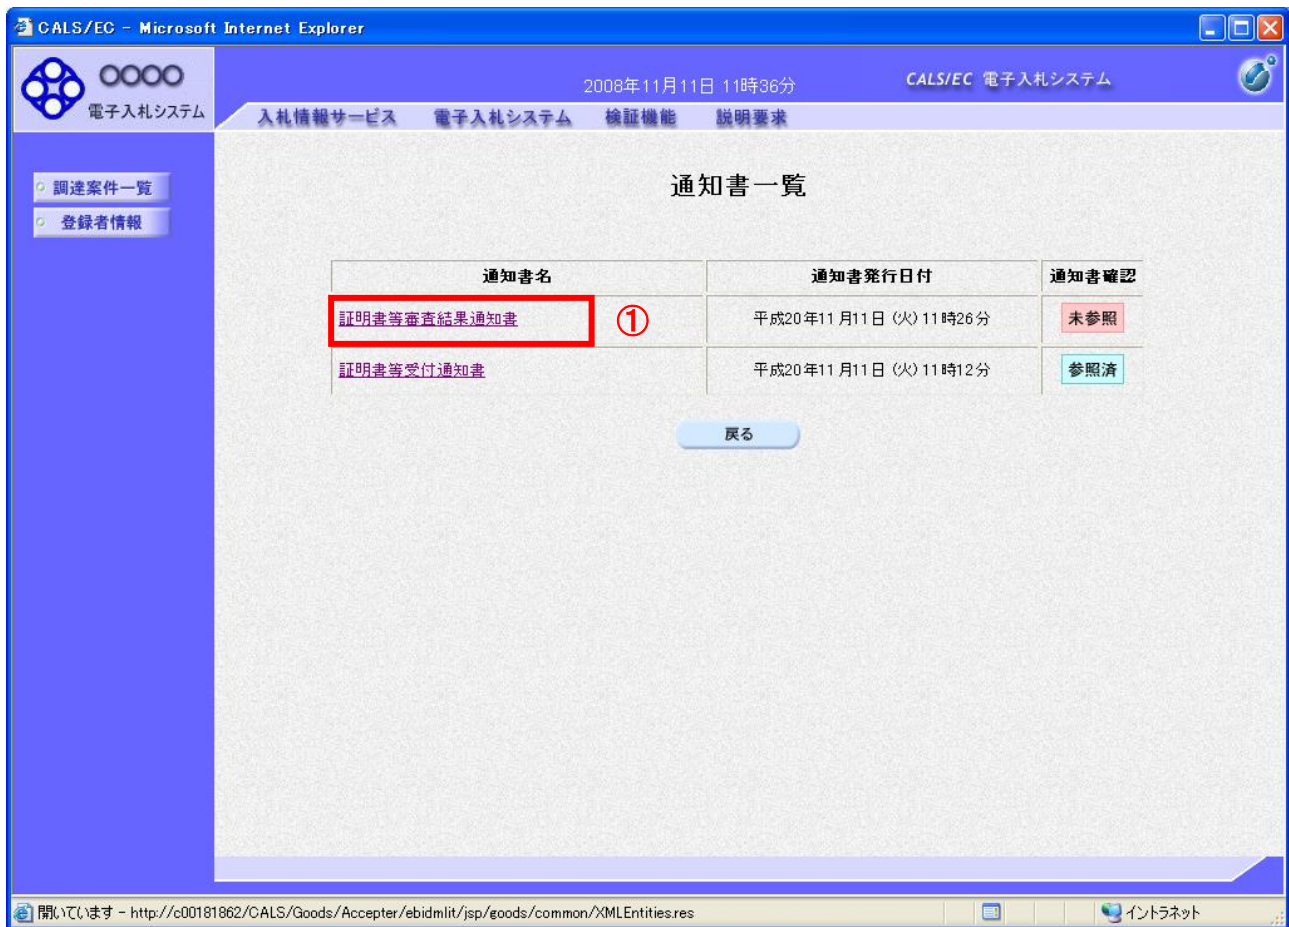 CALS/EC - Microsoft Internet Explorer
○○○○
電子入札システム
2008年11月11日 11時36分
CALS/EC 電子入札システム
入札情報サービス 電子入札システム 検証機能 説明要求
調達案件一覧
登録者情報
通知書一覧
通知書名 通知書発行日付 通知書確認
証明書等審査結果通知書 ① 平成20年11月11日 (火) 11時26分 未参照
証明書等受付通知書 平成20年11月11日 (火) 11時12分 参照済
戻る
開いています - http://c00181862/CALS/Goods/Accepter/ebidmlit/jsp/goods/common/XMLEntities.res
イントラネット